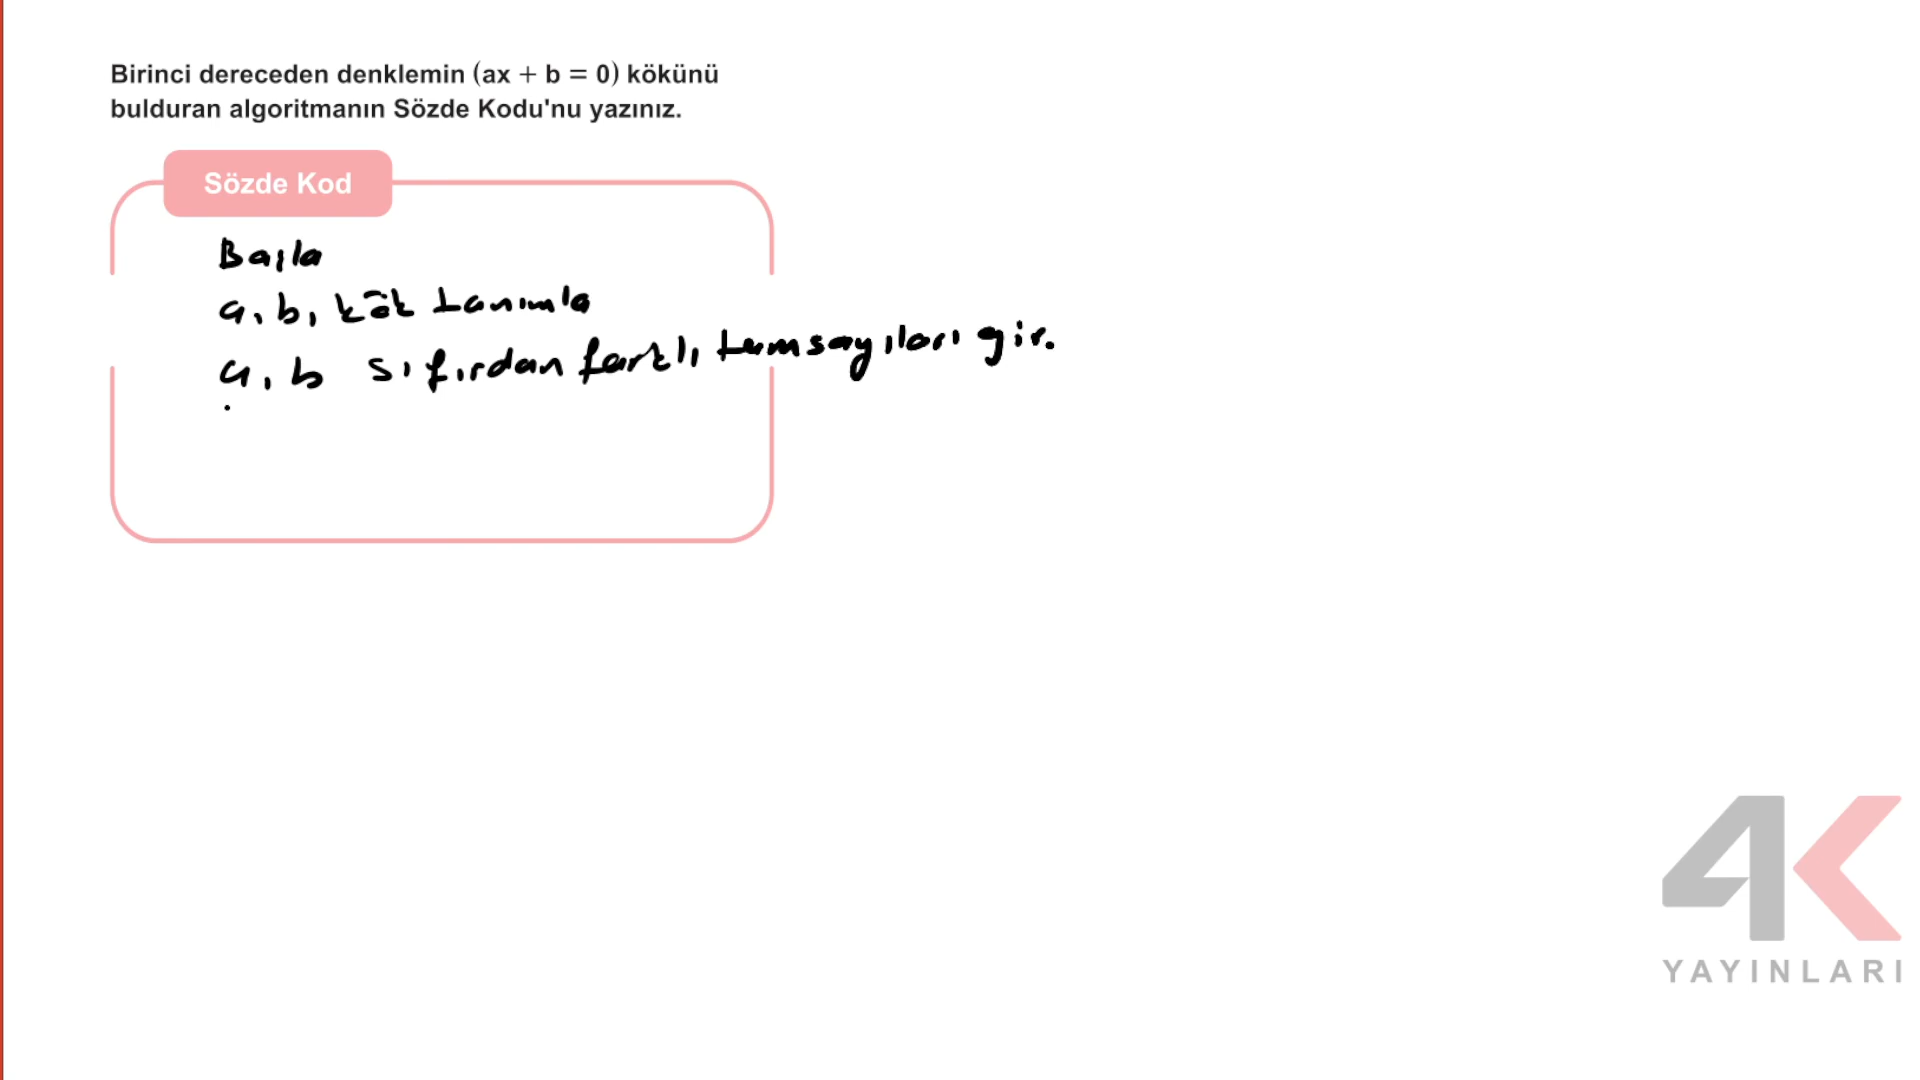 Birinci dereceden denklemin (ax + b = 0) kökünü
bulduran algoritmanın Sözde Kodu'nu yazınız.
Sözde Kod
Başla
a, b, kök tanımla
a, b sıfırdan farklı tamsayıları gir.
4K
YAYINLARI